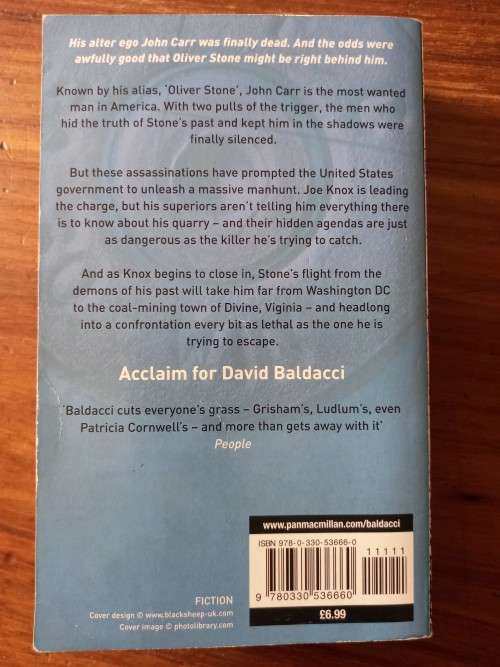 His alter ego John Carr was finally dead. And the odds were
awfully good that Oliver Stone might be right behind him.
Known by his alias, 'Oliver Stone', John Carr is the most wanted
man in America. With two pulls of the trigger, the men who
hid the truth of Stone's past and kept him in the shadows were
finally silenced.
But these assassinations have prompted the United States
government to unleash a massive manhunt. Joe Knox is leading
the charge, but his superiors aren't telling him everything there
is to know about his quarry – and their hidden agendas are just
as dangerous as the killer he's trying to catch.
And as Knox begins to close in, Stone's flight from the
demons of his past will take him far from Washington DC
to the coal-mining town of Divine, Viginia – and headlong
into a confrontation every bit as lethal as the one he is
trying to escape.
Acclaim for David Baldacci
'Baldacci cuts everyone's grass – Grisham's, Ludlum's, even
Patricia Cornwell's – and more than gets away with it'
People
www.panmacmillan.com/baldacci
ISBN 978-0-330-53666-0
11111
9 780330 536660
£6.99
FICTION
Cover design © www.blacksheep-uk.com
Cover image © photolibrary.com